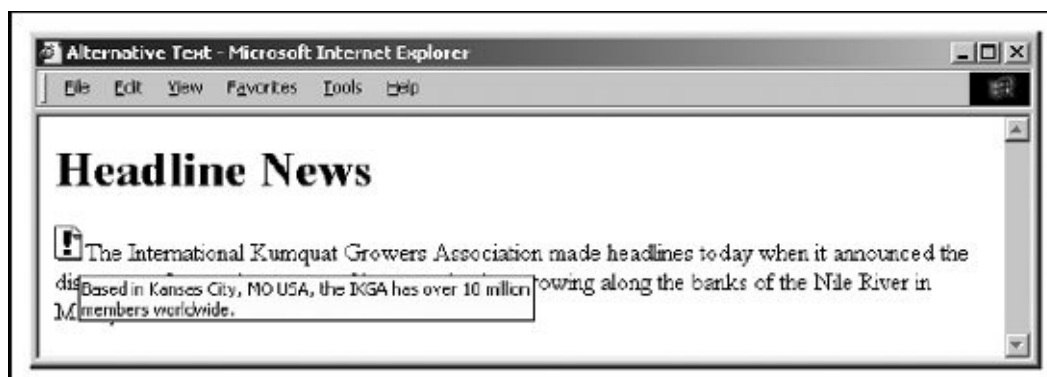 Alternative Text - Microsoft Internet Explorer
File Edit View Favorites Tools Help
Headline News
The International Kumquat Growers Association made headlines today when it announced the
rowing along the banks of the Nile River in
Based in Kansas City, MO USA, the IKGA has over 10 million
members worldwide.